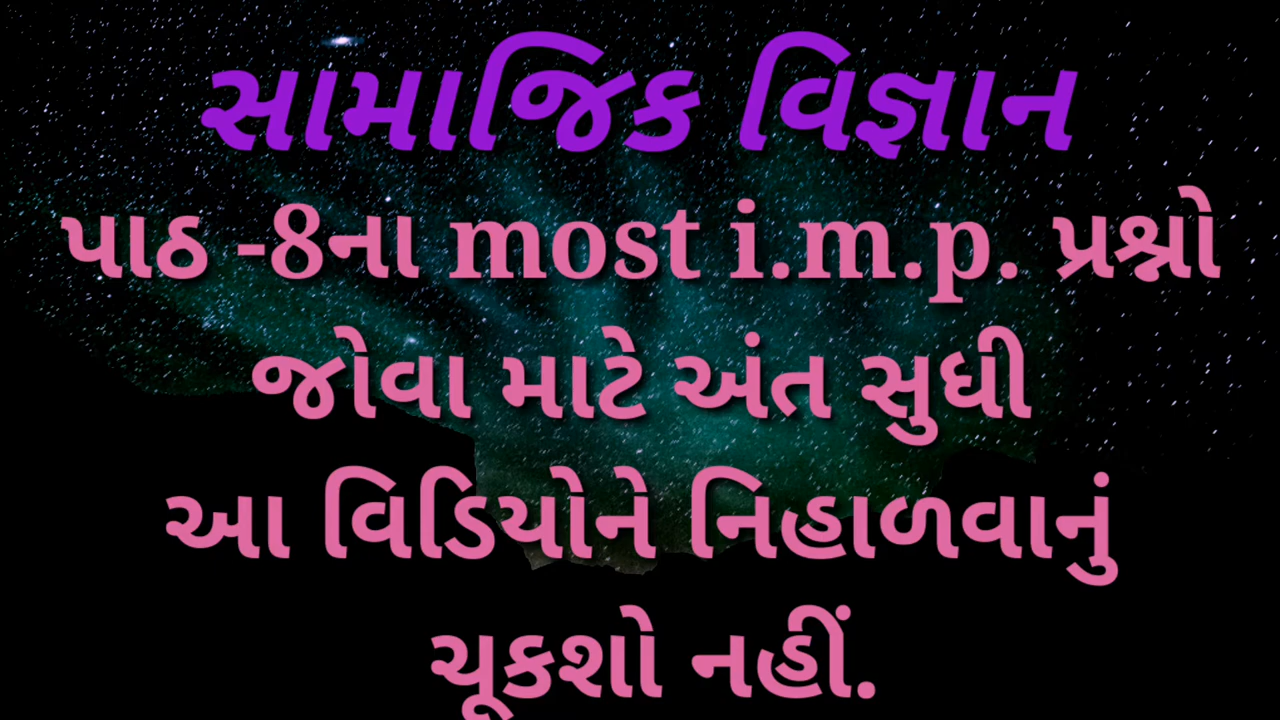 સામાજિક વિજ્ઞાન
પાઠ -8ના most i.m.p. પ્રશ્નો
જોવા માટે અંત સુધી
આ વિડિયોને નિહાળવાનું
ચૂકશો નહીં.